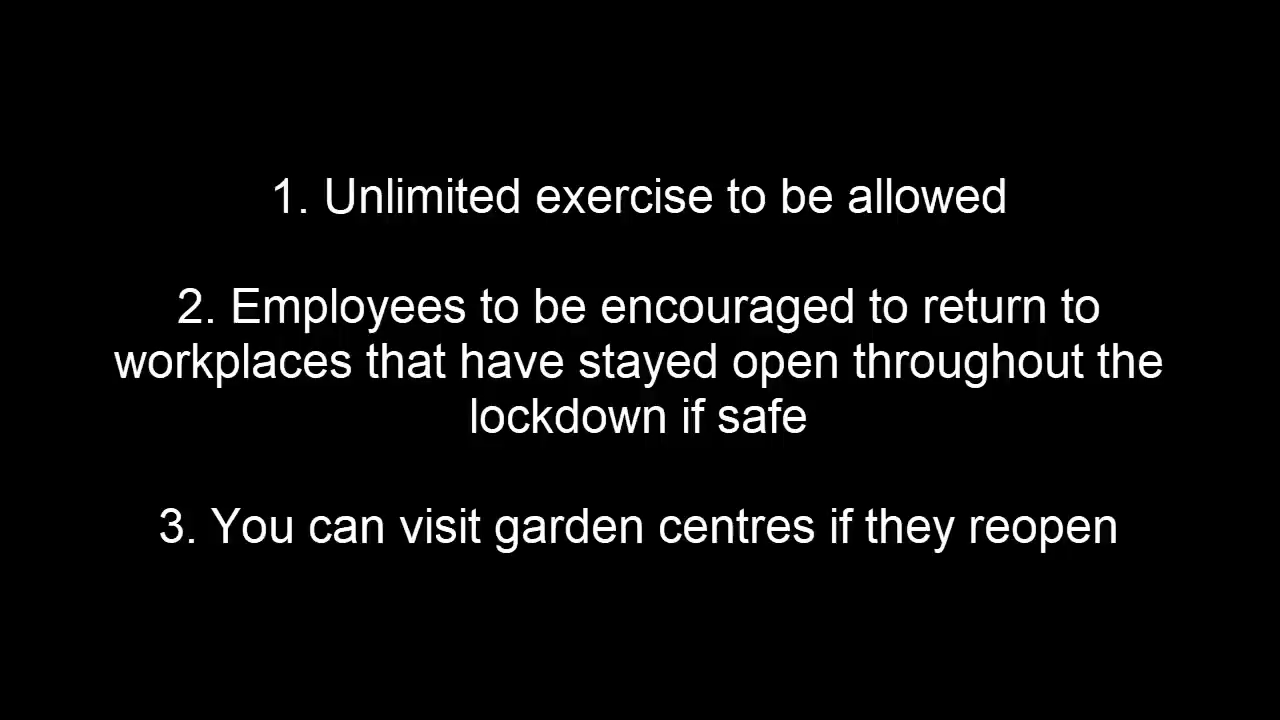 1. Unlimited exercise to be allowed
2. Employees to be encouraged to return to
workplaces that have stayed open throughout the
lockdown if safe
3. You can visit garden centres if they reopen